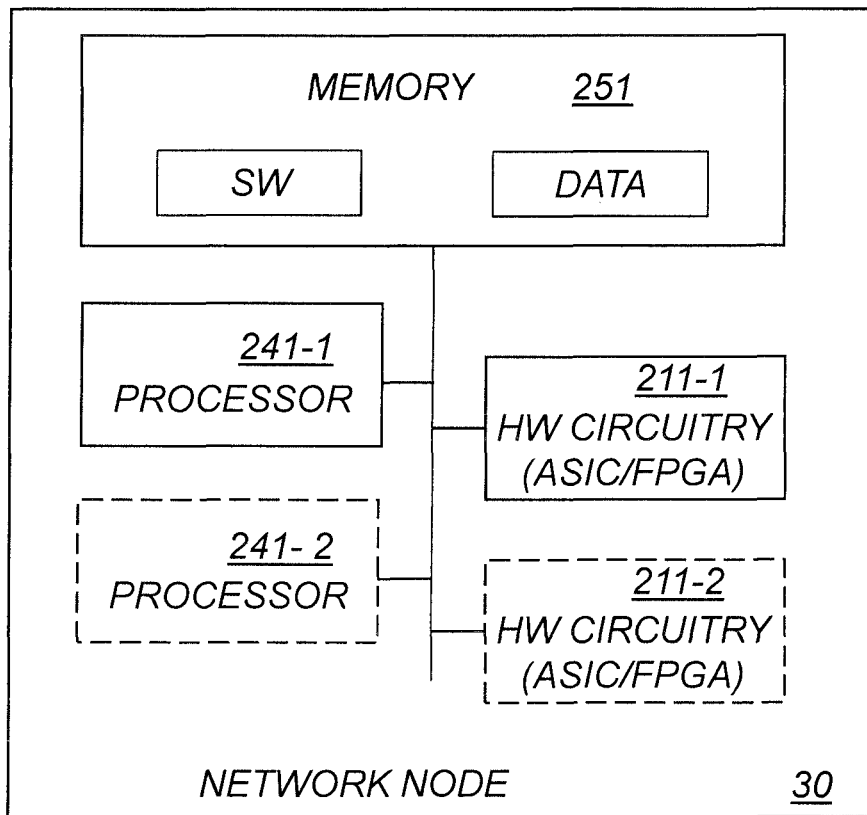 MEMORY 251
SW
DATA
241-1
PROCESSOR
211-1
HW CIRCUITRY
(ASIC/FPGA)
241- 2
PROCESSOR
211-2
HW CIRCUITRY
(ASIC/FPGA)
NETWORK NODE 30